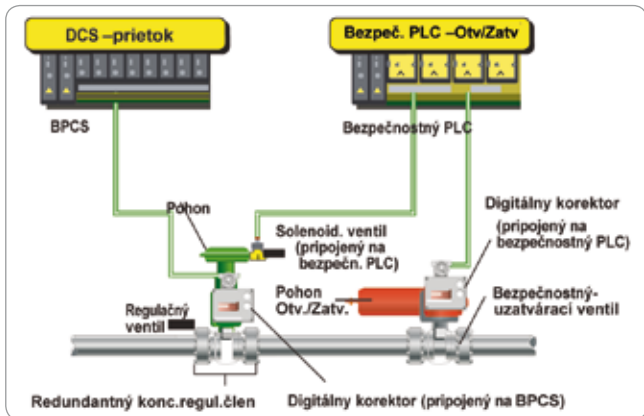 DCS –prietok
Bezpeč. PLC –Otv/Zatv
BPCS
Bezpečnostný PLC
Pohon
Solenoid. ventil
(pripojený na
bezpečn. PLC)
Digitálny korektor
(pripojený na
bezpečnostný PLC)
Regulačný
ventil
Pohon
Otv./Zatv.
Bezpečnostný-
uzatvárací ventil
Redundantný konc.regul.člen
Digitálny korektor (pripojený na BPCS)